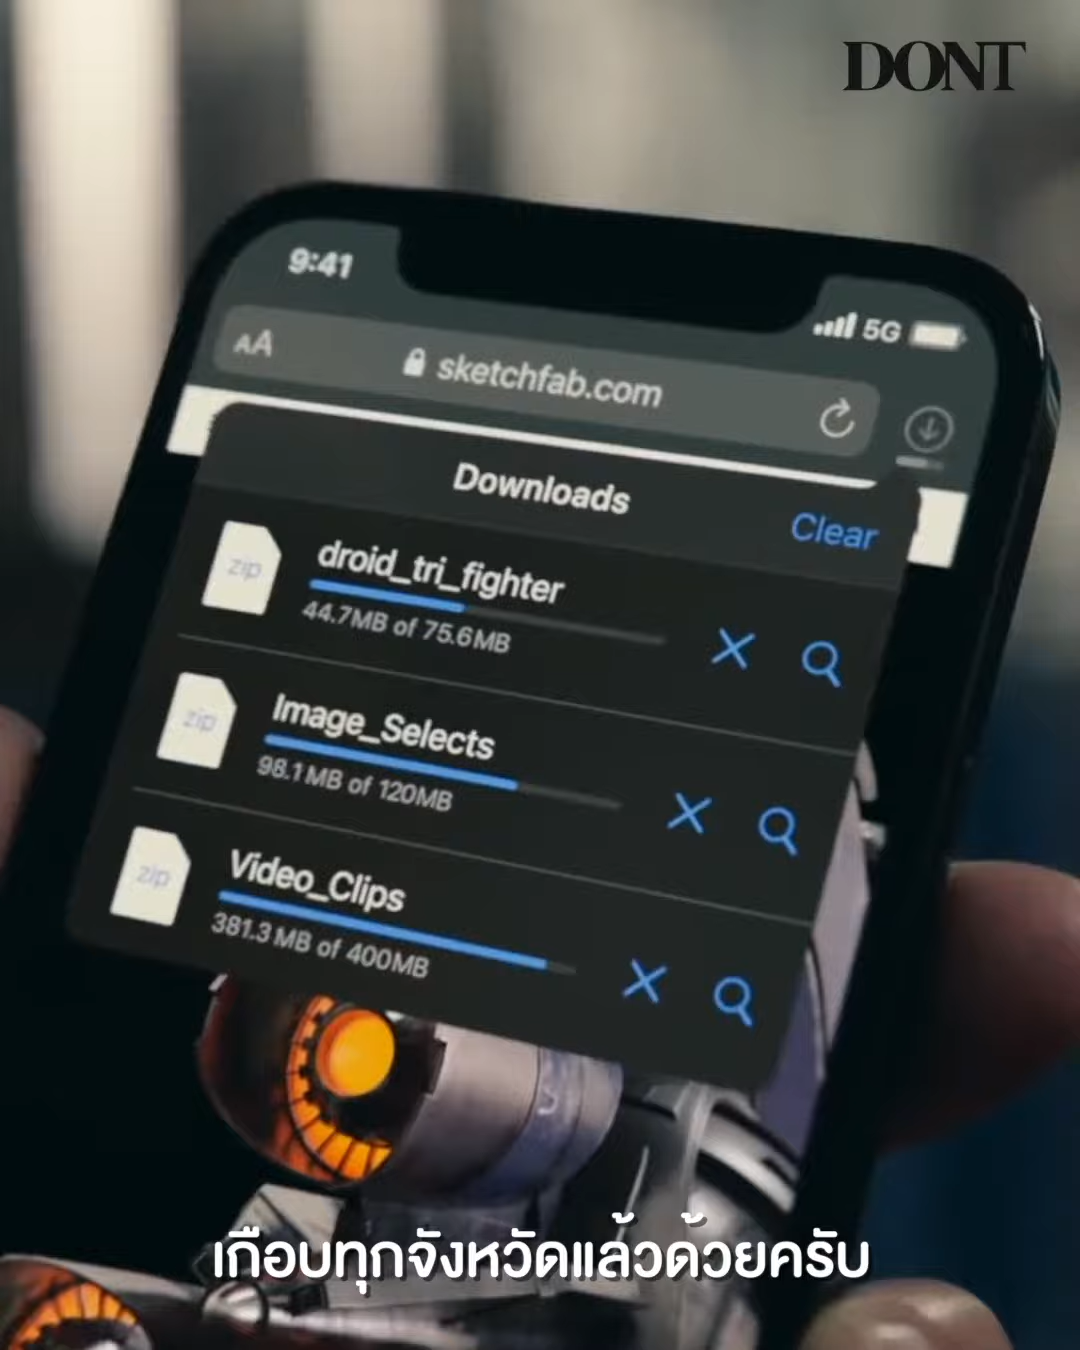 DONT
9:41
5G
AA
sketchfab.com
Downloads
Clear
zip
droid_tri_fighter
44.7MB of 75.6MB
zip
Image_Selects
98.1MB of 120MB
zip
Video_Clips
381.3MB of 400MB
เกือบทุกจังหวัดแล้วด้วยครับ